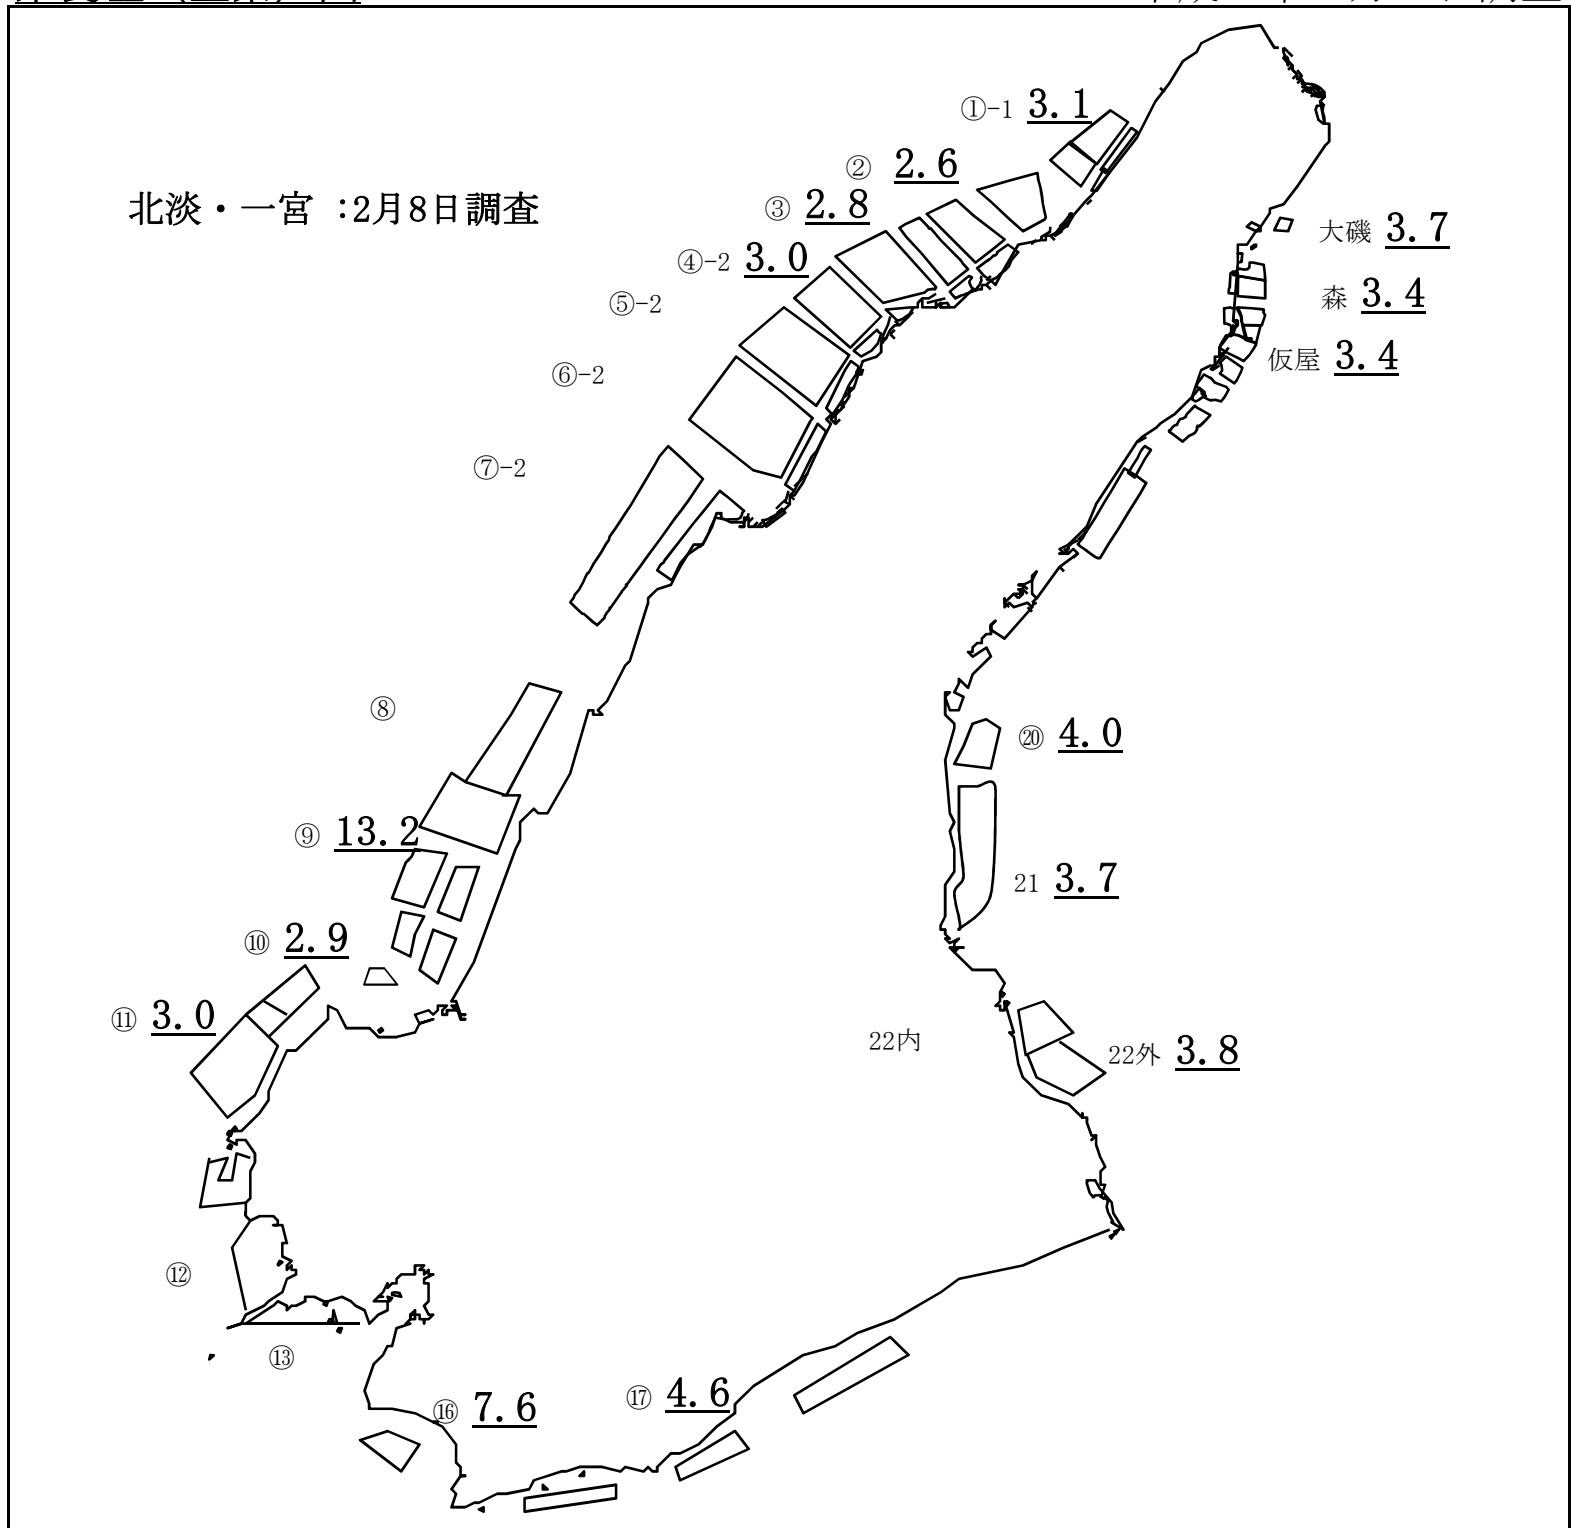 北淡・一宮 :2月8日調査
①-1 3.1
② 2.6
③ 2.8
④-2 3.0
⑤-2
⑥-2
⑦-2
⑧
⑨ 13.2
⑩ 2.9
⑪ 3.0
⑫
⑬
⑯ 7.6
⑰ 4.6
大磯 3.7
森 3.4
仮屋 3.4
⑳ 4.0
21 3.7
22内
22外 3.8